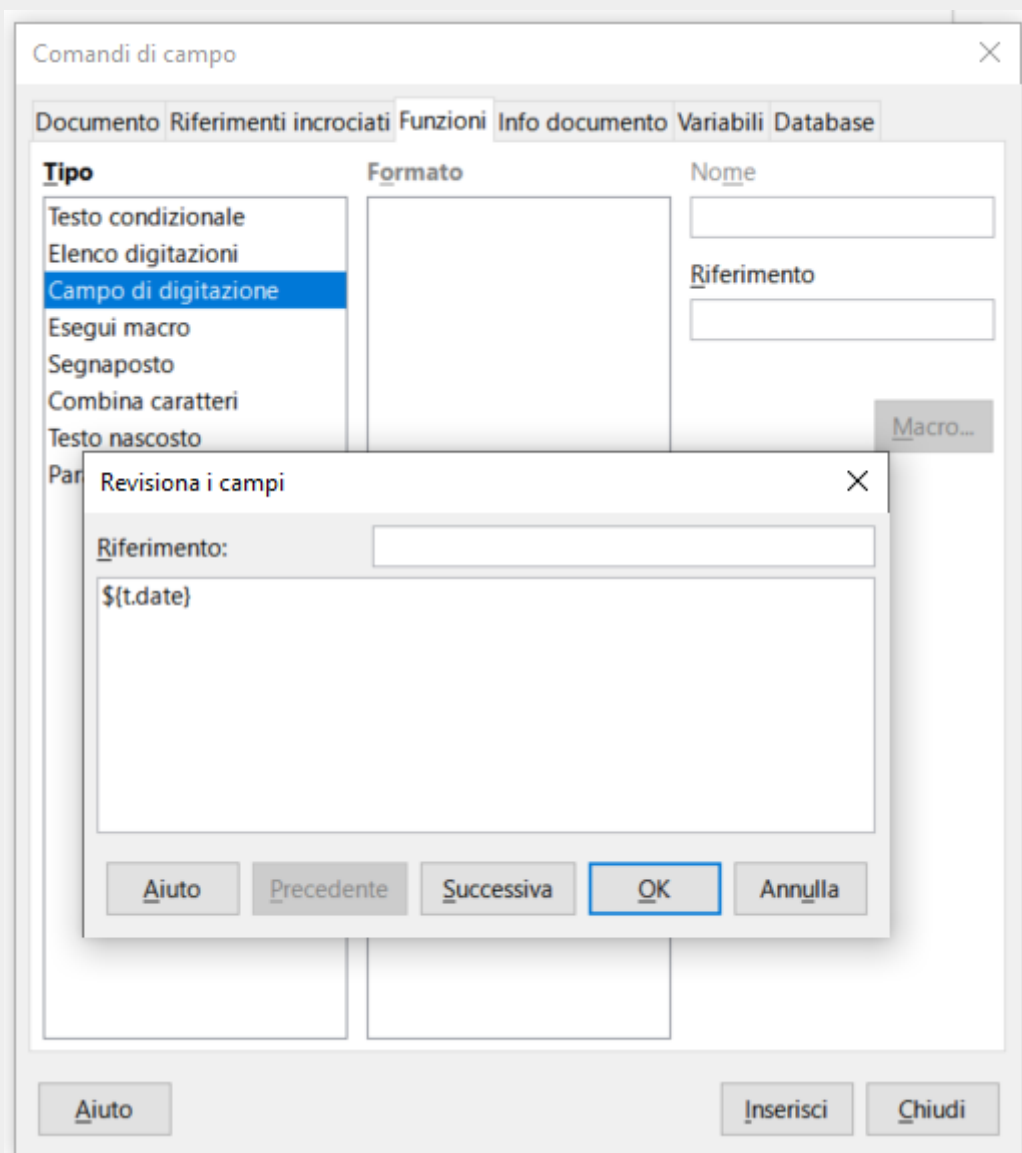 Comandi di campo
Documento Riferimenti incrociati Funzioni Info documento Variabili Database
Tipo
Formato
Nome
Testo condizionale
Elenco digitazioni
Campo di digitazione
Riferimento
Esegui macro
Segnaposto
Combina caratteri
Macro...
Testo nascosto
Par
Revisiona i campi
Riferimento:
${t.date}
Aiuto Precedente Successiva OK Annulla
Aiuto Inserisci Chiudi